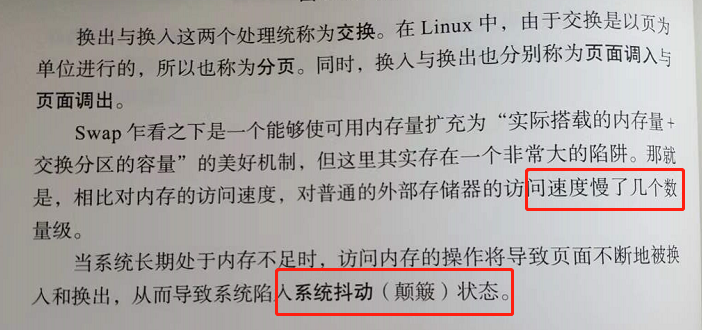 换出与换入这两个处理统称为交换。在 Linux 中，由于交换是以页为
单位进行的，所以也称为分页。同时，换入与换出也分别称为页面调入与
页面调出。
Swap 乍看之下是一个能够使可用内存量扩充为“实际搭载的内存量+
交换分区的容量”的美好机制，但这里其实存在一个非常大的陷阱。那就
是，相比对内存的访问速度，对普通的外部存储器的访问速度慢了几个数
量级。
当系统长期处于内存不足时，访问内存的操作将导致页面不断地被换
入和换出，从而导致系统陷入系统抖动（颠簸）状态。